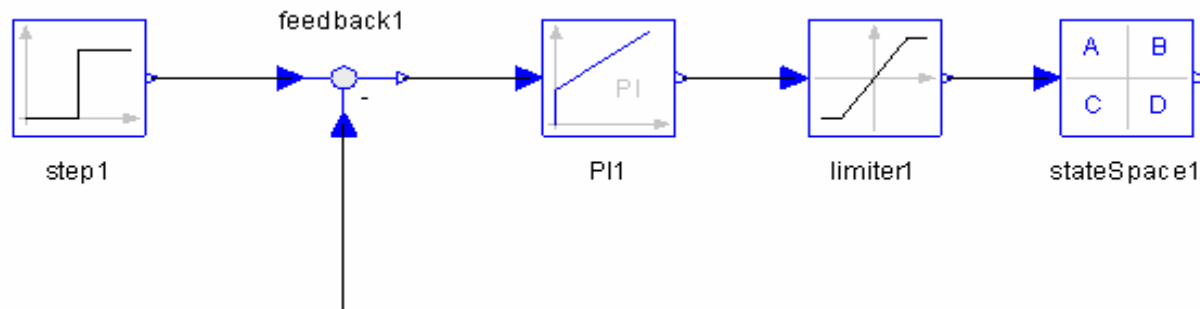 feedback1
-
PI
A B
C D
step1
PI1
limiter1
stateSpace1